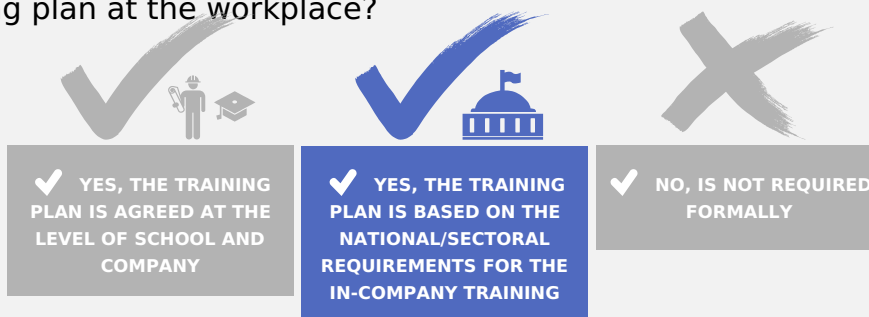 g plan at the workplace?
YES, THE TRAINING
PLAN IS AGREED AT THE
LEVEL OF SCHOOL AND
COMPANY
YES, THE TRAINING
PLAN IS BASED ON THE
NATIONAL/SECTORAL
REQUIREMENTS FOR THE
IN-COMPANY TRAINING
NO, IS NOT REQUIRED
FORMALLY